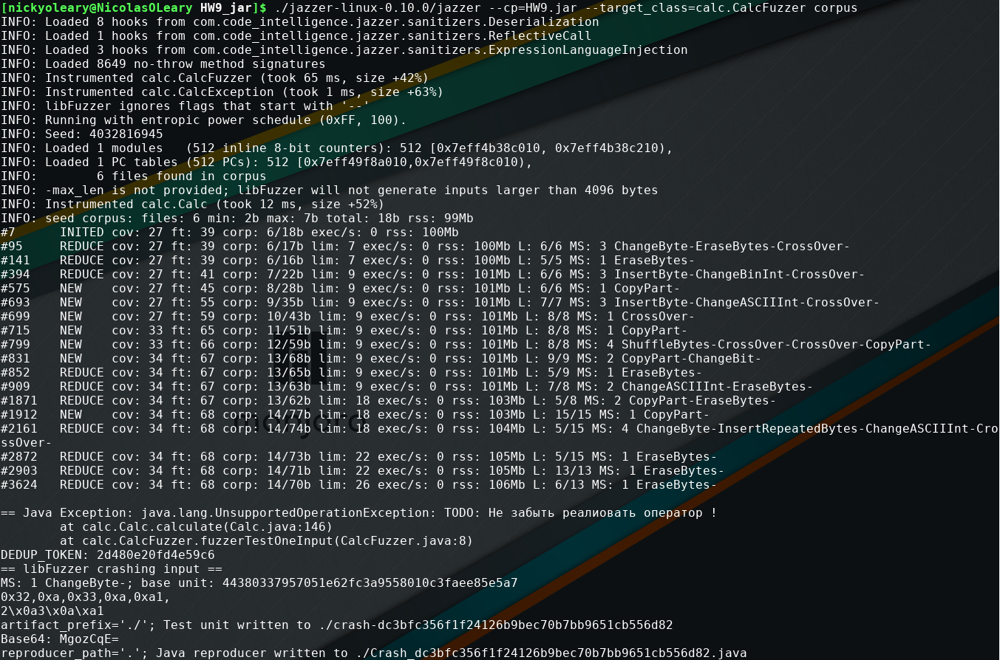 [nickyoleary@NicolasOLeary HW9_jar]$ ./jazzer-linux-0.10.0/jazzer --cp=HW9.jar --target_class=calc.CalcFuzzer corpus
INFO: Loaded 8 hooks from com.code_intelligence.jazzer.sanitizers.Deserialization
INFO: Loaded 1 hooks from com.code_intelligence.jazzer.sanitizers.ReflectiveCall
INFO: Loaded 3 hooks from com.code_intelligence.jazzer.sanitizers.ExpressionLanguageInjection
INFO: Loaded 8649 no-throw method signatures
INFO: Instrumented calc.CalcFuzzer (took 65 ms, size +42%)
INFO: Instrumented calc.CalcException (took 1 ms, size +63%)
INFO: libFuzzer ignores flags that start with '--'
INFO: Running with entropic power schedule (0xFF, 100).
INFO: Seed: 4032816945
INFO: Loaded 1 modules   (512 inline 8-bit counters): 512 [0x7eff4b38c010, 0x7eff4b38c210),
INFO: Loaded 1 PC tables (512 PCs): 512 [0x7eff49f8a010,0x7eff49f8c010),
INFO:        6 files found in corpus
INFO: -max_len is not provided; libFuzzer will not generate inputs larger than 4096 bytes
INFO: Instrumented calc.Calc (took 12 ms, size +52%)
INFO: seed corpus: files: 6 min: 2b max: 7b total: 18b rss: 99Mb
#7      INITED cov: 27 ft: 39 corp: 6/18b exec/s: 0 rss: 100Mb
#95     REDUCE cov: 27 ft: 39 corp: 6/17b lim: 7 exec/s: 0 rss: 100Mb L: 6/6 MS: 3 ChangeByte-EraseBytes-CrossOver-
#141    REDUCE cov: 27 ft: 39 corp: 6/16b lim: 7 exec/s: 0 rss: 100Mb L: 5/5 MS: 1 EraseBytes-
#394    REDUCE cov: 27 ft: 41 corp: 7/22b lim: 9 exec/s: 0 rss: 101Mb L: 6/6 MS: 3 InsertByte-ChangeBinInt-CrossOver-
#575    NEW    cov: 27 ft: 45 corp: 8/28b lim: 9 exec/s: 0 rss: 101Mb L: 6/6 MS: 1 CopyPart-
#693    NEW    cov: 27 ft: 55 corp: 9/35b lim: 9 exec/s: 0 rss: 101Mb L: 7/7 MS: 3 InsertByte-ChangeASCIIInt-CrossOver-
#699    NEW    cov: 27 ft: 59 corp: 10/43b lim: 9 exec/s: 0 rss: 101Mb L: 8/8 MS: 1 CrossOver-
#715    NEW    cov: 33 ft: 65 corp: 11/51b lim: 9 exec/s: 0 rss: 101Mb L: 8/8 MS: 1 CopyPart-
#799    NEW    cov: 33 ft: 66 corp: 12/59b lim: 9 exec/s: 0 rss: 101Mb L: 8/8 MS: 4 ShuffleBytes-CrossOver-CrossOver-CopyPart-
#831    NEW    cov: 34 ft: 67 corp: 13/68b lim: 9 exec/s: 0 rss: 101Mb L: 9/9 MS: 2 CopyPart-ChangeBit-
#852    REDUCE cov: 34 ft: 67 corp: 13/65b lim: 9 exec/s: 0 rss: 101Mb L: 5/9 MS: 1 EraseBytes-
#909    REDUCE cov: 34 ft: 67 corp: 13/63b lim: 9 exec/s: 0 rss: 101Mb L: 7/8 MS: 2 ChangeASCIIInt-EraseBytes-
#1871   REDUCE cov: 34 ft: 67 corp: 13/62b lim: 18 exec/s: 0 rss: 103Mb L: 5/8 MS: 2 CopyPart-EraseBytes-
#1912   NEW    cov: 34 ft: 68 corp: 14/77b lim: 18 exec/s: 0 rss: 103Mb L: 15/15 MS: 1 CopyPart-
manjaro
#2161   REDUCE cov: 34 ft: 68 corp: 14/74b lim: 18 exec/s: 0 rss: 104Mb L: 5/15 MS: 4 ChangeByte-InsertRepeatedBytes-ChangeASCIIInt-Cro
ssOver-
#2872   REDUCE cov: 34 ft: 68 corp: 14/73b lim: 22 exec/s: 0 rss: 105Mb L: 5/15 MS: 1 EraseBytes-
#2903   REDUCE cov: 34 ft: 68 corp: 14/71b lim: 22 exec/s: 0 rss: 105Mb L: 13/13 MS: 1 EraseBytes-
#3624   REDUCE cov: 34 ft: 68 corp: 14/70b lim: 26 exec/s: 0 rss: 106Mb L: 6/13 MS: 1 EraseBytes-
== Java Exception: java.lang.UnsupportedOperationException: TODO: Не забыть реалиовать оператор !
        at calc.Calc.calculate(Calc.java:146)
        at calc.CalcFuzzer.fuzzerTestOneInput(CalcFuzzer.java:8)
DEDUP_TOKEN: 2d480e20fd4e59c6
== libFuzzer crashing input ==
MS: 1 ChangeByte-; base unit: 44380337957051e62fc3a9558010c3faee85e5a7
0x32,0xa,0x33,0xa,0xa1,
2\x0a3\x0a\xa1
artifact_prefix='./'; Test unit written to ./crash-dc3bfc356f1f24126b9bec70b7bb9651cb556d82
Base64: MgozCqE=
reproducer_path='.'; Java reproducer written to ./Crash_dc3bfc356f1f24126b9bec70b7bb9651cb556d82.java